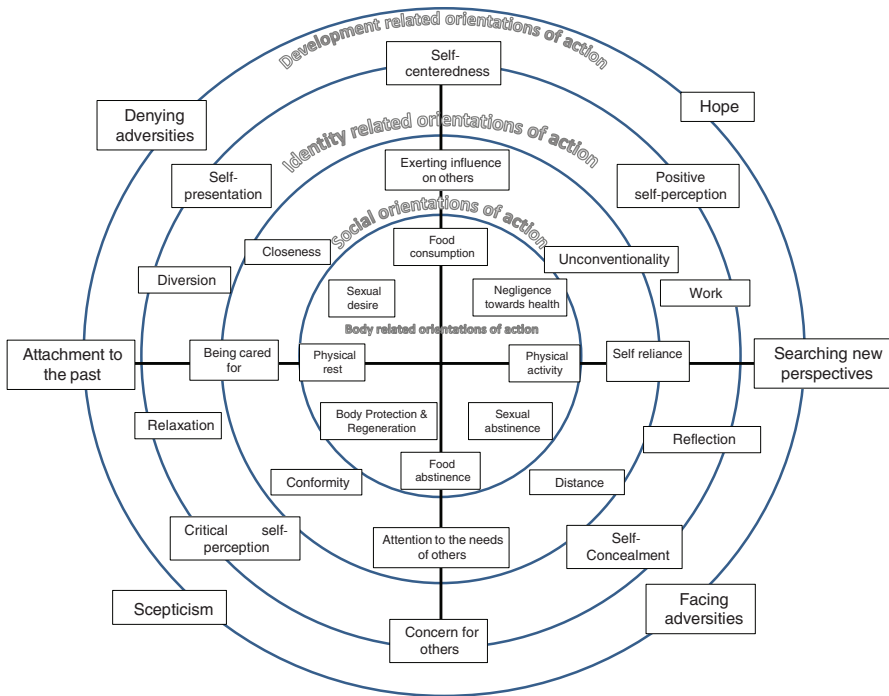 Development related orientations of action
Self-
centeredness
Denying
adversities
Hope
Identity related orientations of action
Exerting influence
on others
Self-
presentation
Positive
self-perception
Social orientations of action
Food
consumption
Closeness
Unconventionality
Diversion
Sexual
desire
Negligence
towards health
Work
Body related orientations of action
Attachment to
the past
Being cared
for
Physical
rest
Physical
activity
Self reliance
Searching new
perspectives
Relaxation
Body Protection &
Regeneration
Sexual
abstinence
Reflection
Food
abstinence
Conformity
Distance
Critical self-
perception
Attention to the needs
of others
Self-
Concealment
Scepticism
Facing
adversities
Concern for
others